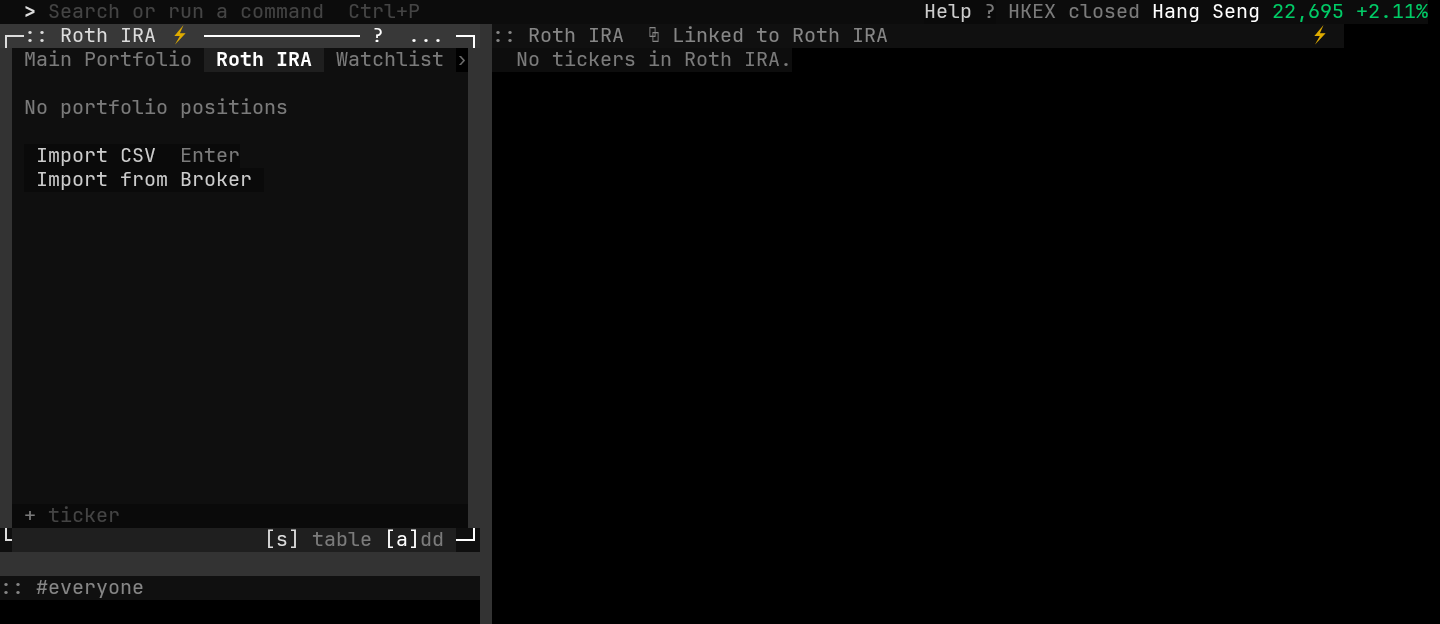 > Search or run a command  Ctrl+P
Help ? HKEX closed Hang Seng 22,695 +2.11%
:: Roth IRA ⚡ ? ...
Main Portfolio  Roth IRA  Watchlist ›
No portfolio positions
Import CSV  Enter
Import from Broker
+ ticker
[s] table [a]dd
:: #everyone
:: Roth IRA  Linked to Roth IRA ⚡
No tickers in Roth IRA.